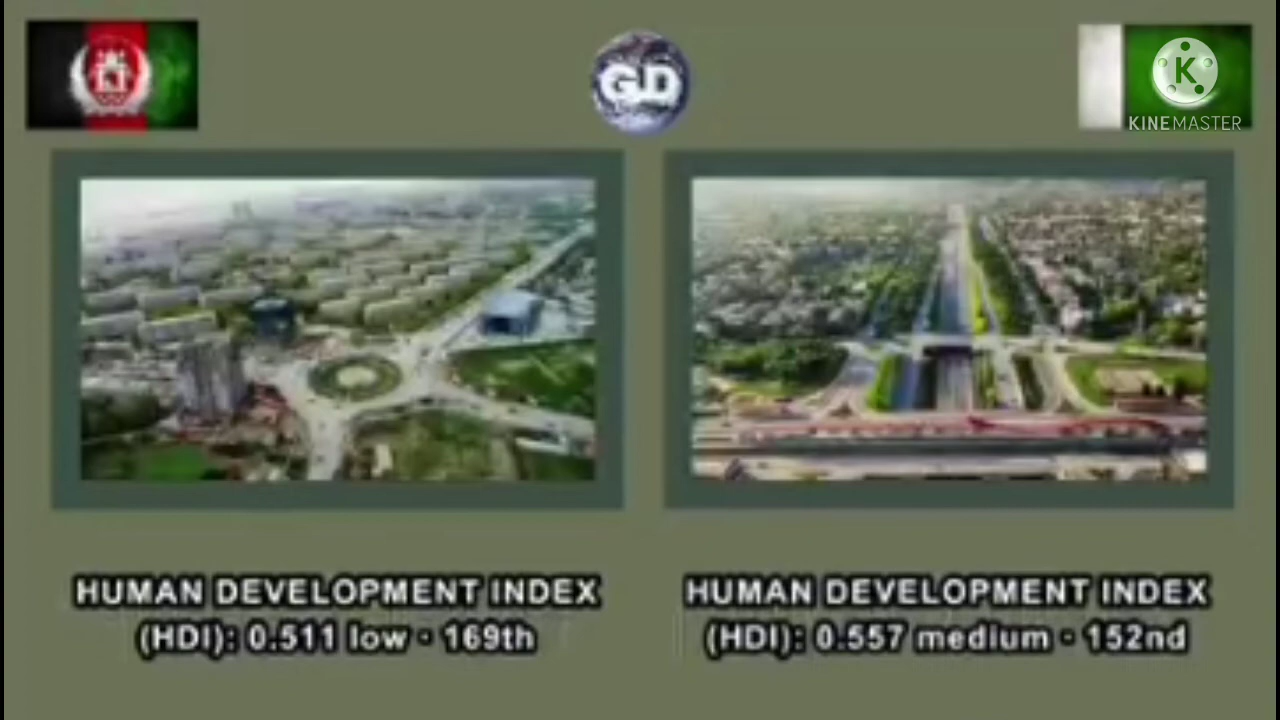 GD
KINEMASTER
HUMAN DEVELOPMENT INDEX
(HDI): 0.511 low - 169th
HUMAN DEVELOPMENT INDEX
(HDI): 0.557 medium - 152nd